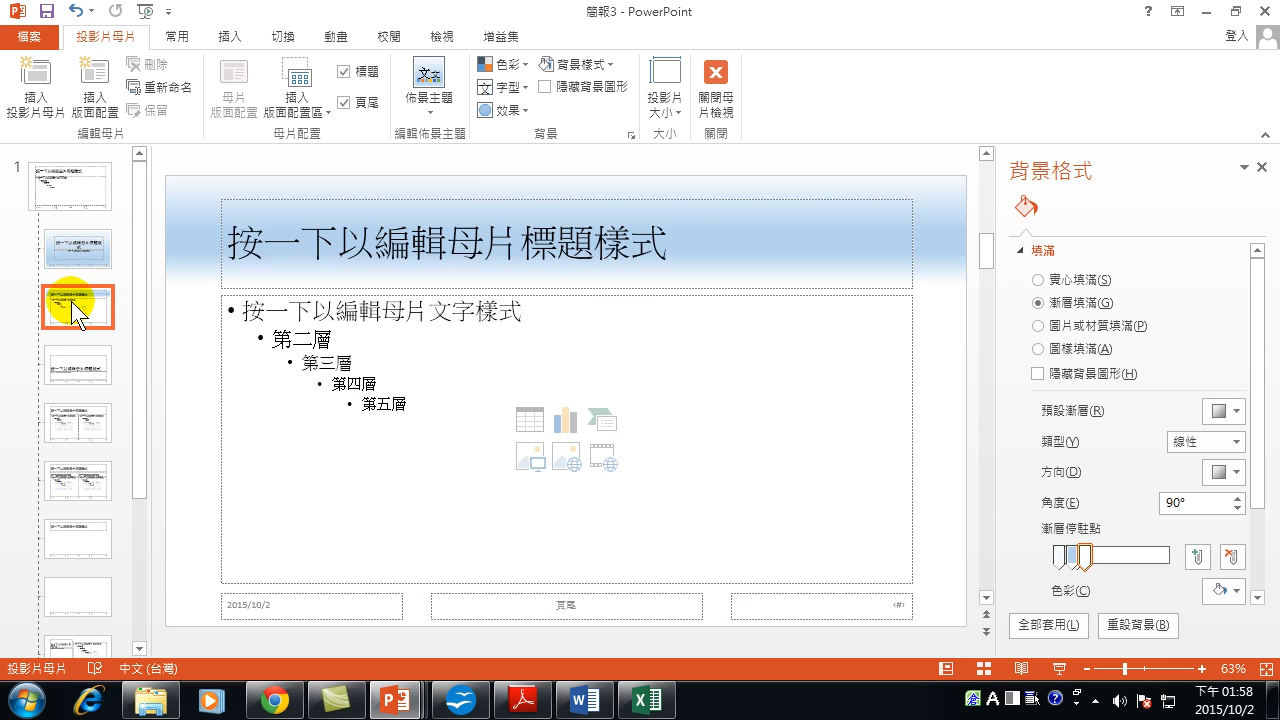 簡報3 - PowerPoint
檔案 投影片母片 常用 插入 切換 動畫 校閱 檢視 增益集 登入
插入
投影片母片
插入
版面配置
刪除
重新命名
保留
編輯母片
母片
版面配置
插入
版面配置區
標題
頁尾
母片配置
佈景主題
編輯佈景主題
色彩
字型
效果
背景樣式
隱藏背景圖形
背景
投影片
大小
大小
關閉母
片檢視
關閉
1
按一下以編輯母片標題樣式
• 按一下以編輯母片文字樣式
• 第二層
• 第三層
• 第四層
• 第五層
2015/10/2
頁尾
‹#›
背景格式
填滿
實心填滿(S)
漸層填滿(G)
圖片或材質填滿(P)
圖樣填滿(A)
隱藏背景圖形(H)
預設漸層(R)
類型(Y) 線性
方向(D)
角度(E) 90°
漸層停駐點
色彩(C)
全部套用(L) 重設背景(B)
投影片母片 中文 (台灣) 63%
下午 01:58
2015/10/2